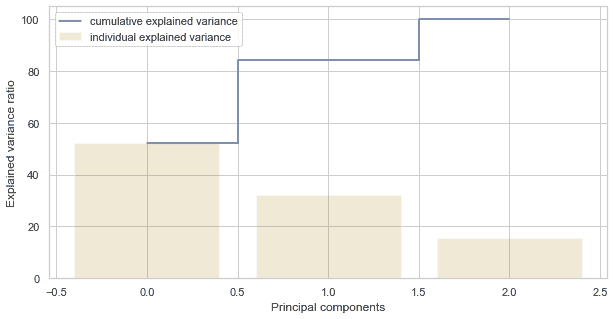 100
80
60
40
20
0
Explained variance ratio
cumulative explained variance
individual explained variance
−0.5 0.0 0.5 1.0 1.5 2.0 2.5
Principal components